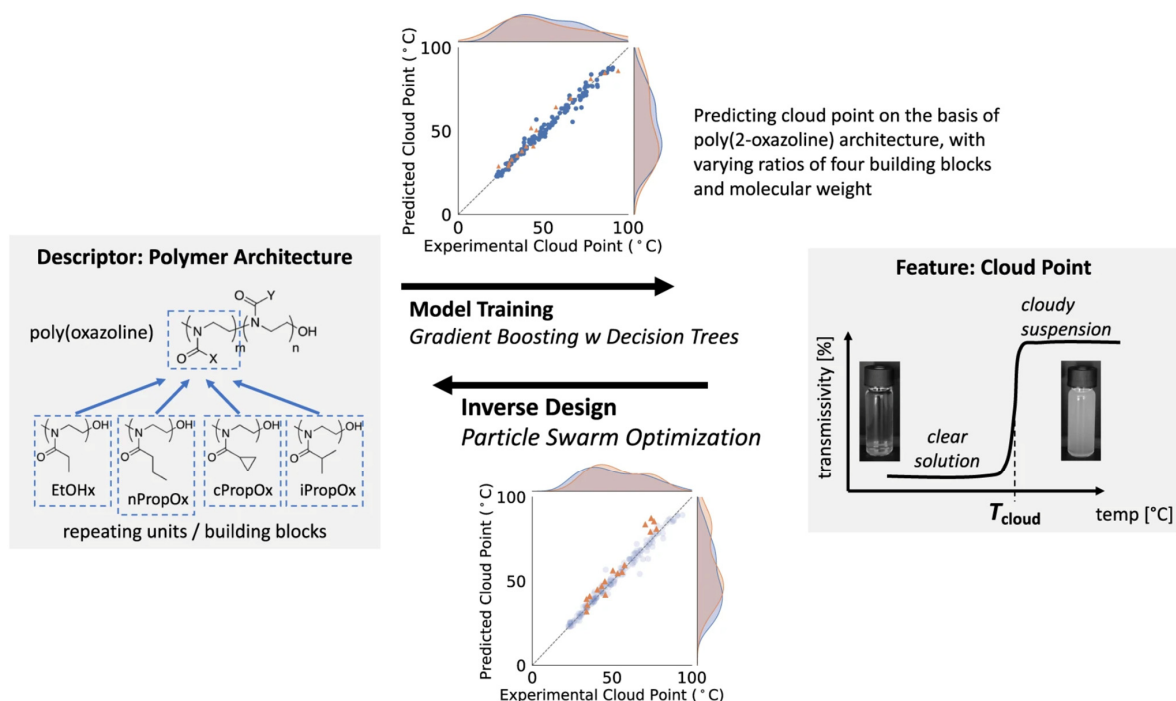 100
50
0
Predicted Cloud Point (°C)
0 50 100
Experimental Cloud Point (°C)
Predicting cloud point on the basis of
poly(2-oxazoline) architecture, with
varying ratios of four building blocks
and molecular weight
Descriptor: Polymer Architecture
poly(oxazoline)
O Y
N
N
OH
m
n
O X
N OH
O
EtOHx
N OH
O
nPropOx
N OH
O
cPropOx
N OH
O
iPropOx
repeating units / building blocks
Model Training
Gradient Boosting w Decision Trees
Inverse Design
Particle Swarm Optimization
100
50
0
Predicted Cloud Point (°C)
0 50 100
Experimental Cloud Point (°C)
Feature: Cloud Point
transmissivity [%]
cloudy
suspension
clear
solution
Tcloud
temp [°C]